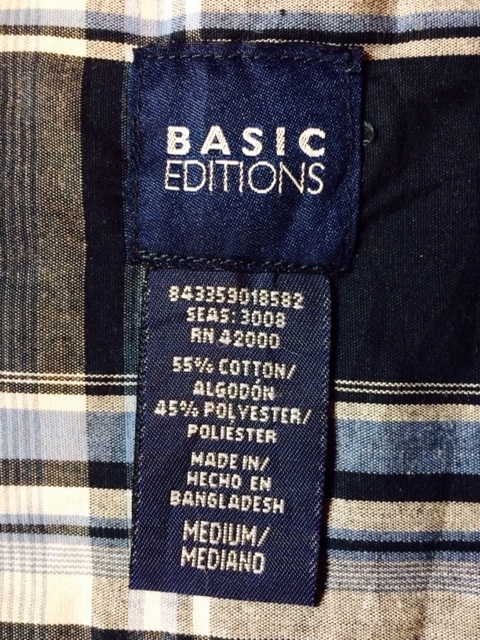 BASIC
EDITIONS
843359018582
SEAS: 3008
RN 42000
55% COTTON/
ALGODÓN
45% POLYESTER/
POLIÉSTER
MADE IN/
HECHO EN
BANGLADESH
MEDIUM/
MEDIANO